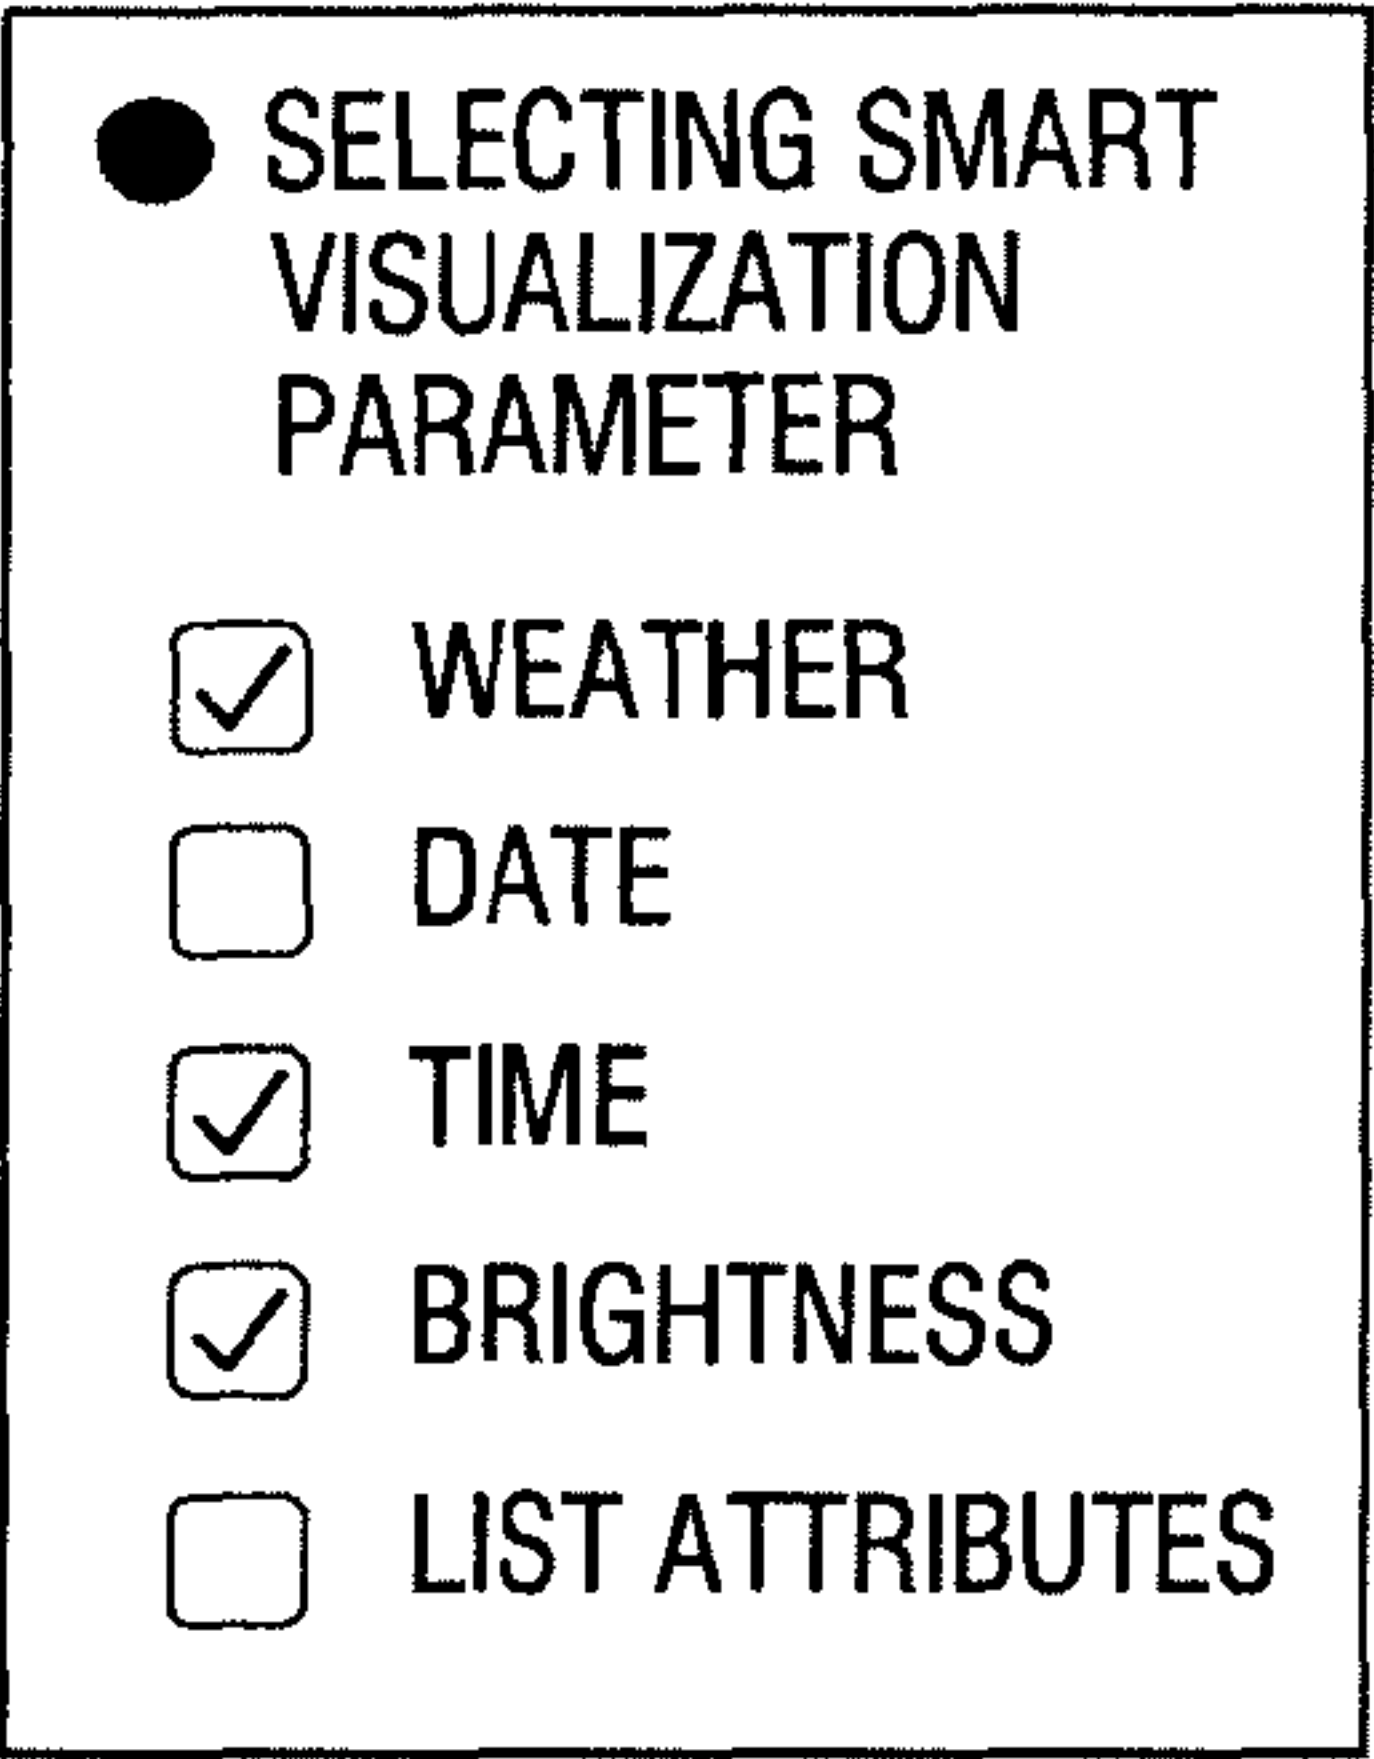 SELECTING SMART
VISUALIZATION
PARAMETER
WEATHER
DATE
TIME
BRIGHTNESS
LIST ATTRIBUTES